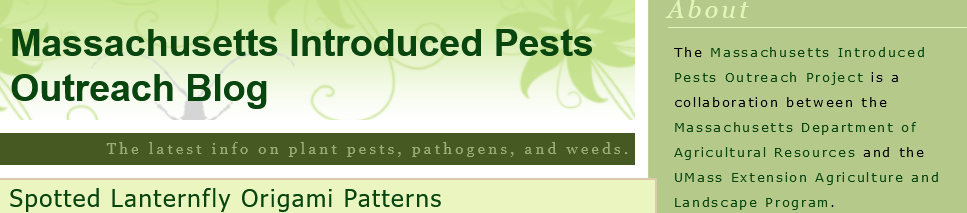 Massachusetts Introduced Pests
Outreach Blog
The latest info on plant pests, pathogens, and weeds.
Spotted Lanternfly Origami Patterns
About
The Massachusetts Introduced
Pests Outreach Project is a
collaboration between the
Massachusetts Department of
Agricultural Resources and the
UMass Extension Agriculture and
Landscape Program.